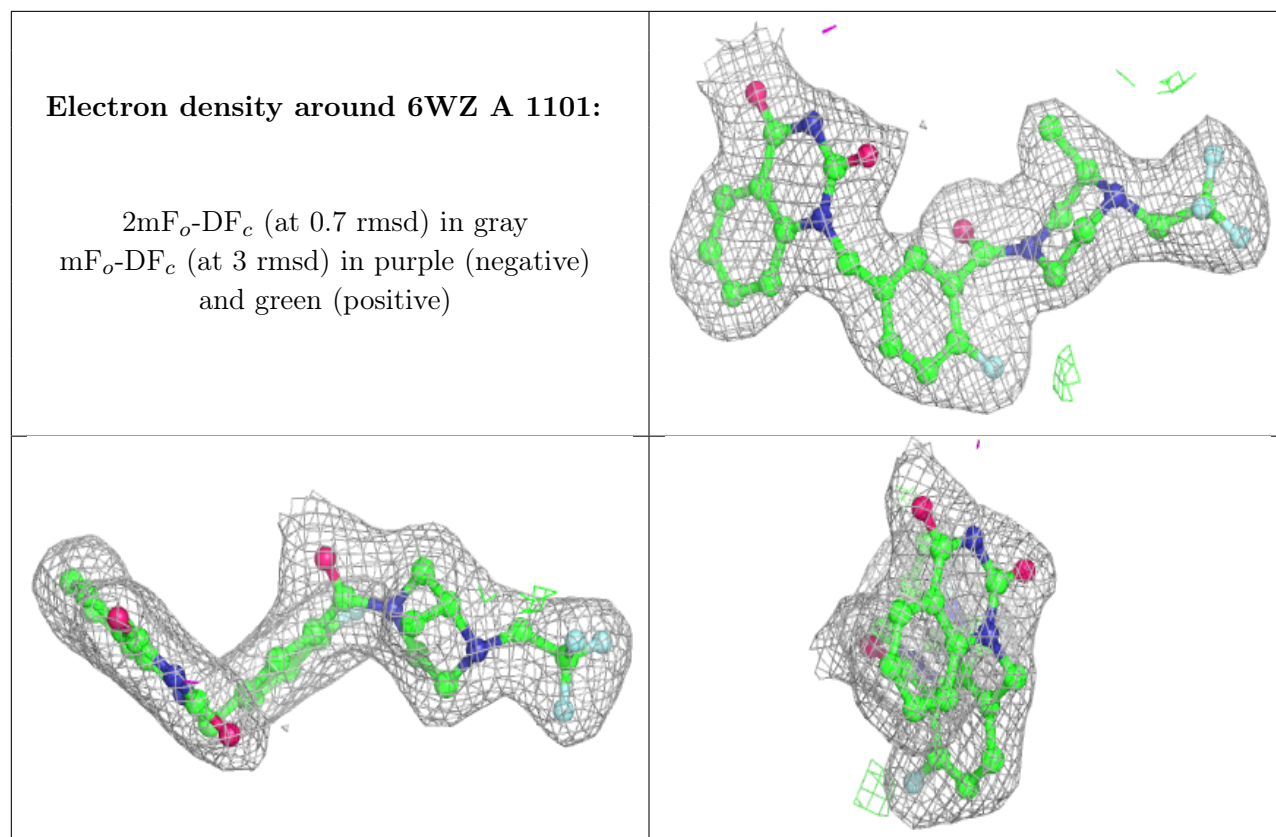 Electron density around 6WZ A 1101:
2mFₒ-DF𝒸 (at 0.7 rmsd) in gray
mFₒ-DF𝒸 (at 3 rmsd) in purple (negative)
and green (positive)